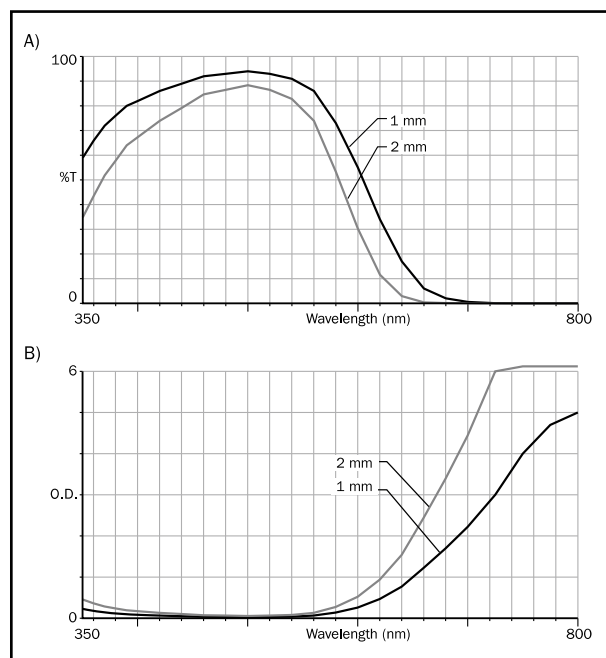 A)
100
1 mm
2 mm
%T
0
350
Wavelength (nm)
800
B)
6
2 mm
1 mm
O.D.
0
350
Wavelength (nm)
800